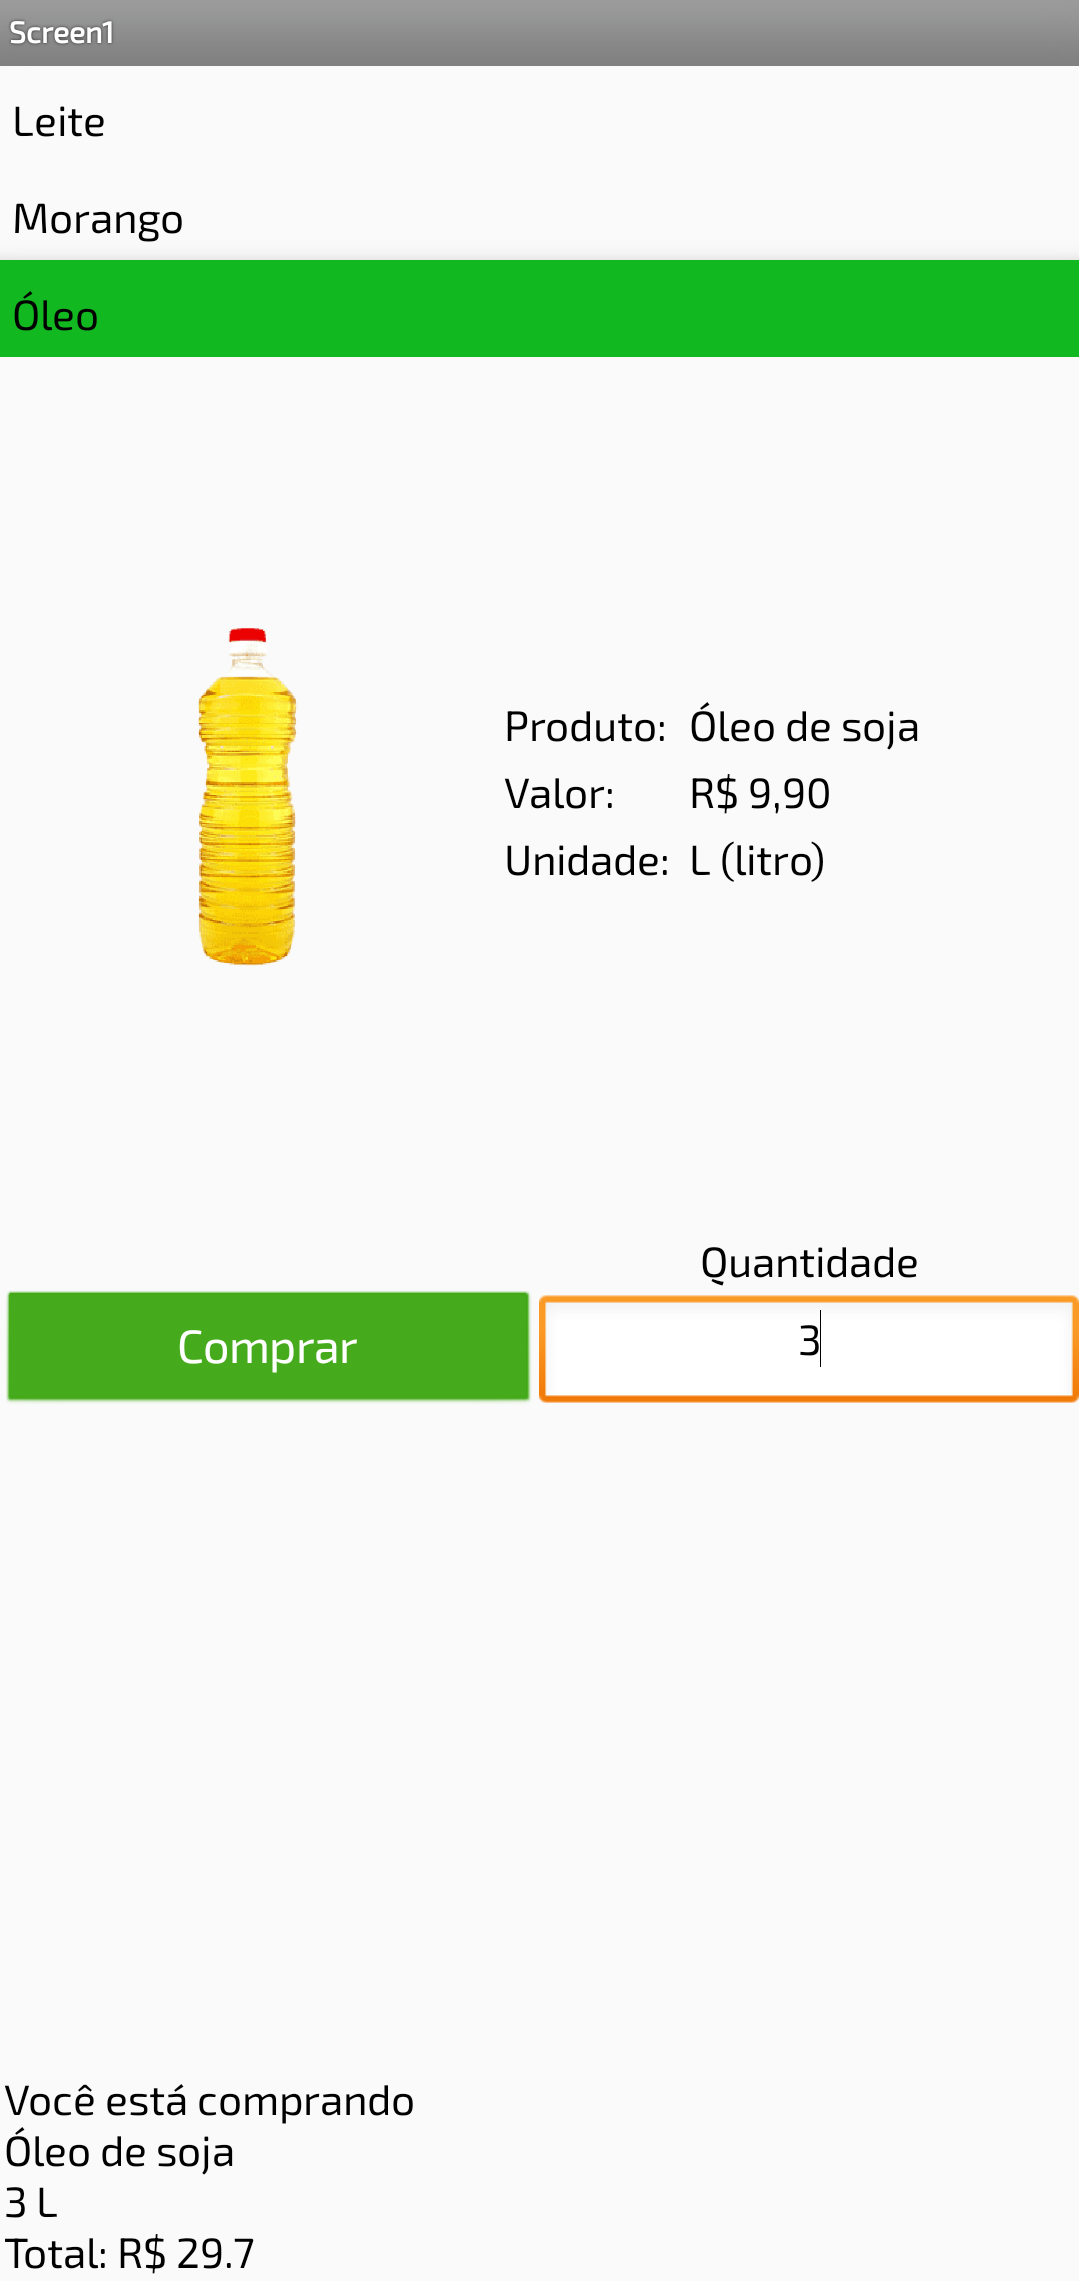 Screen1
Leite
Morango
Óleo
Produto: Óleo de soja
Valor: R$ 9,90
Unidade: L (litro)
Quantidade
Comprar 3
Você está comprando
Óleo de soja
3 L
Total: R$ 29.7